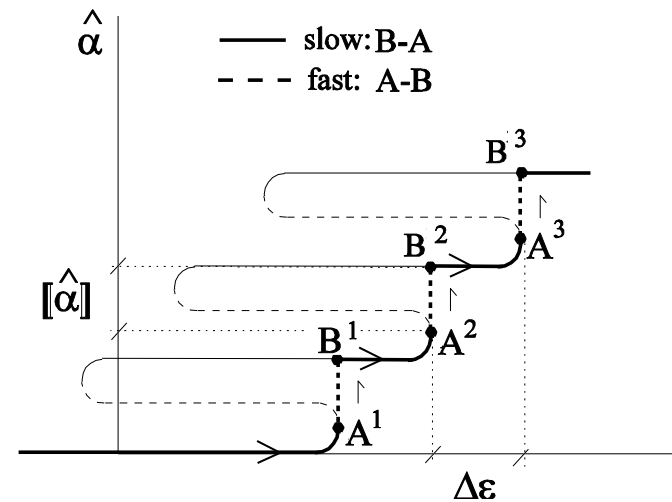 α̂
slow: B-A
fast: A-B
B³
A³
B²
[[α̂]]
A²
B¹
A¹
Δε